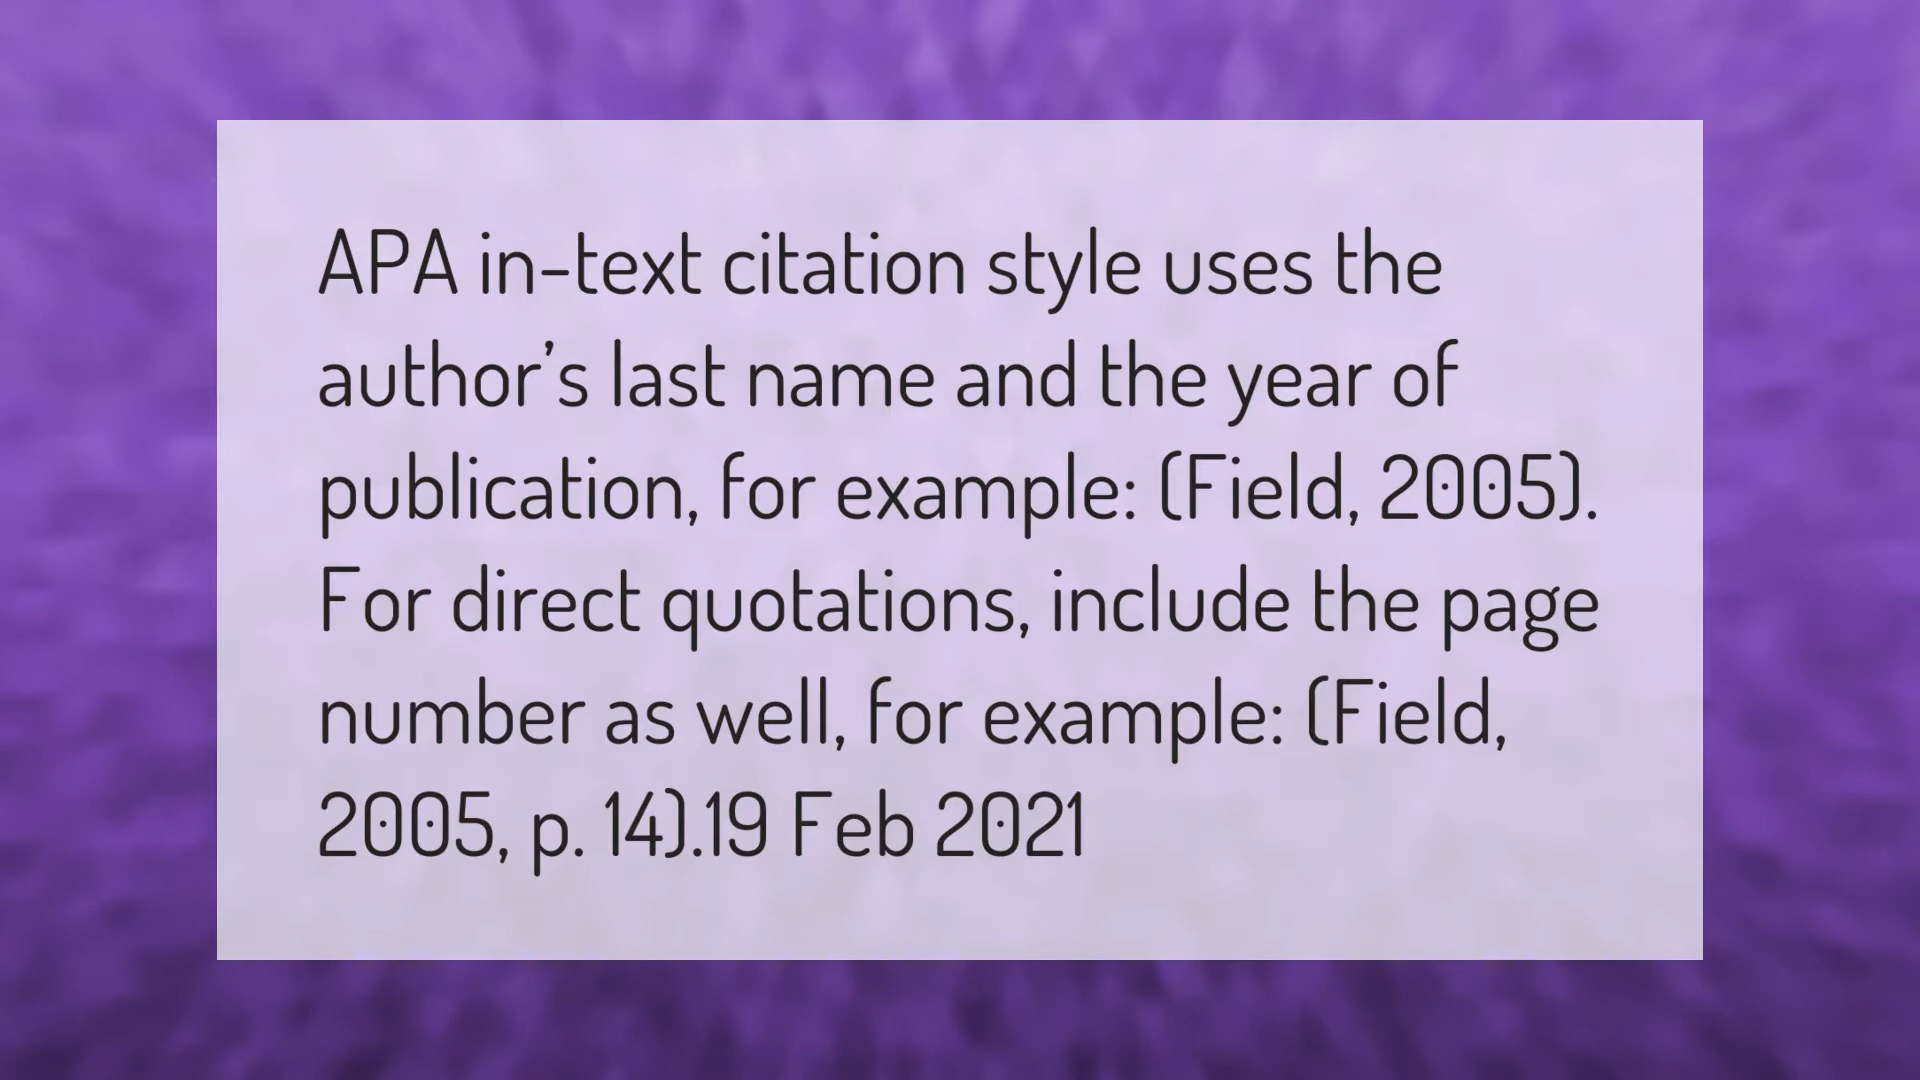 APA in-text citation style uses the
author’s last name and the year of
publication, for example: (Field, 2005).
For direct quotations, include the page
number as well, for example: (Field,
2005, p. 14).19 Feb 2021